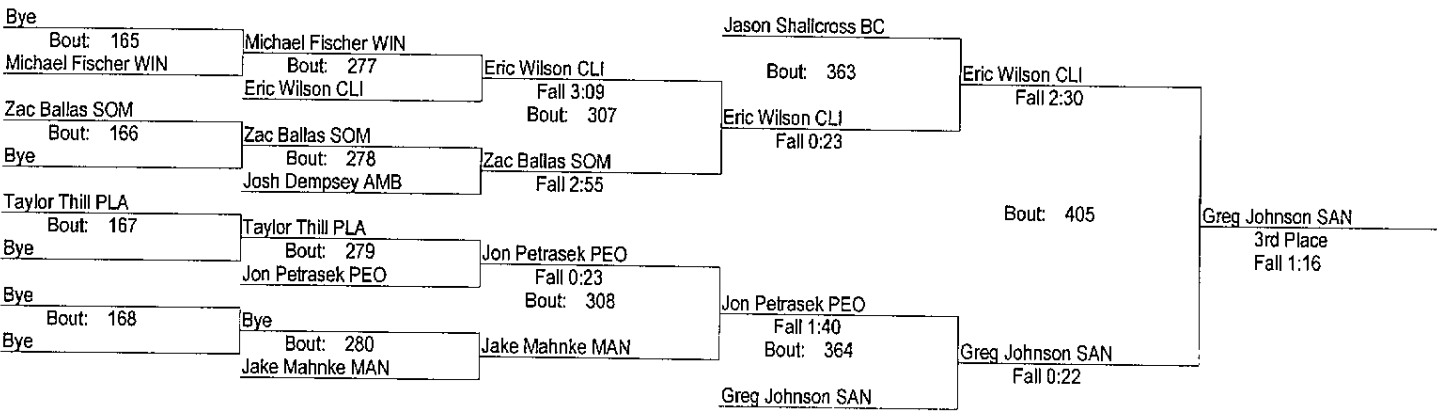 Bye
Bout: 165
Michael Fischer WIN
Zac Ballas SOM
Bout: 166
Bye
Taylor Thill PLA
Bout: 167
Bye
Bye
Bout: 168
Bye
Michael Fischer WIN
Bout: 277
Eric Wilson CLI
Zac Ballas SOM
Bout: 278
Josh Dempsey AMB
Taylor Thill PLA
Bout: 279
Jon Petrasek PEO
Bye
Bout: 280
Jake Mahnke MAN
Eric Wilson CLI
Fall 3:09
Bout: 307
Zac Ballas SOM
Fall 2:55
Jon Petrasek PEO
Fall 0:23
Bout: 308
Jake Mahnke MAN
Jason Shallcross BC
Bout: 363
Eric Wilson CLI
Fall 0:23
Jon Petrasek PEO
Fall 1:40
Bout: 364
Greg Johnson SAN
Eric Wilson CLI
Fall 2:30
Bout: 405
Greg Johnson SAN
Fall 0:22
Greg Johnson SAN
3rd Place
Fall 1:16